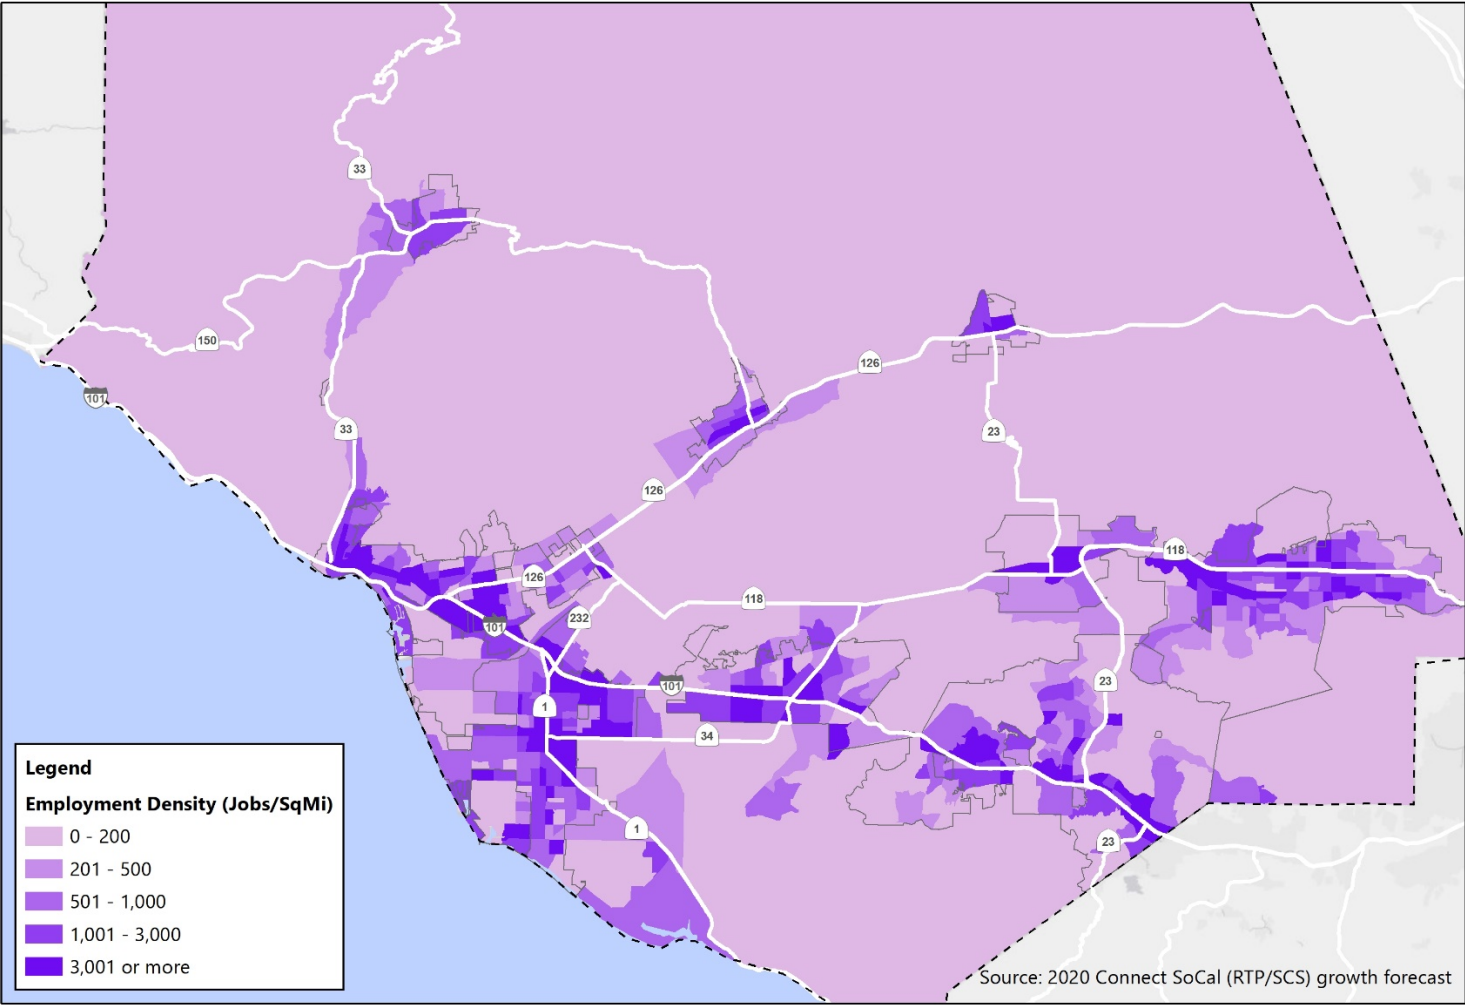 33
150
101
33
126
126
23
118
126
232
118
101
101
23
1
34
1
23
Legend
Employment Density (Jobs/SqMi)
0 - 200
201 - 500
501 - 1,000
1,001 - 3,000
3,001 or more
Source: 2020 Connect SoCal (RTP/SCS) growth forecast